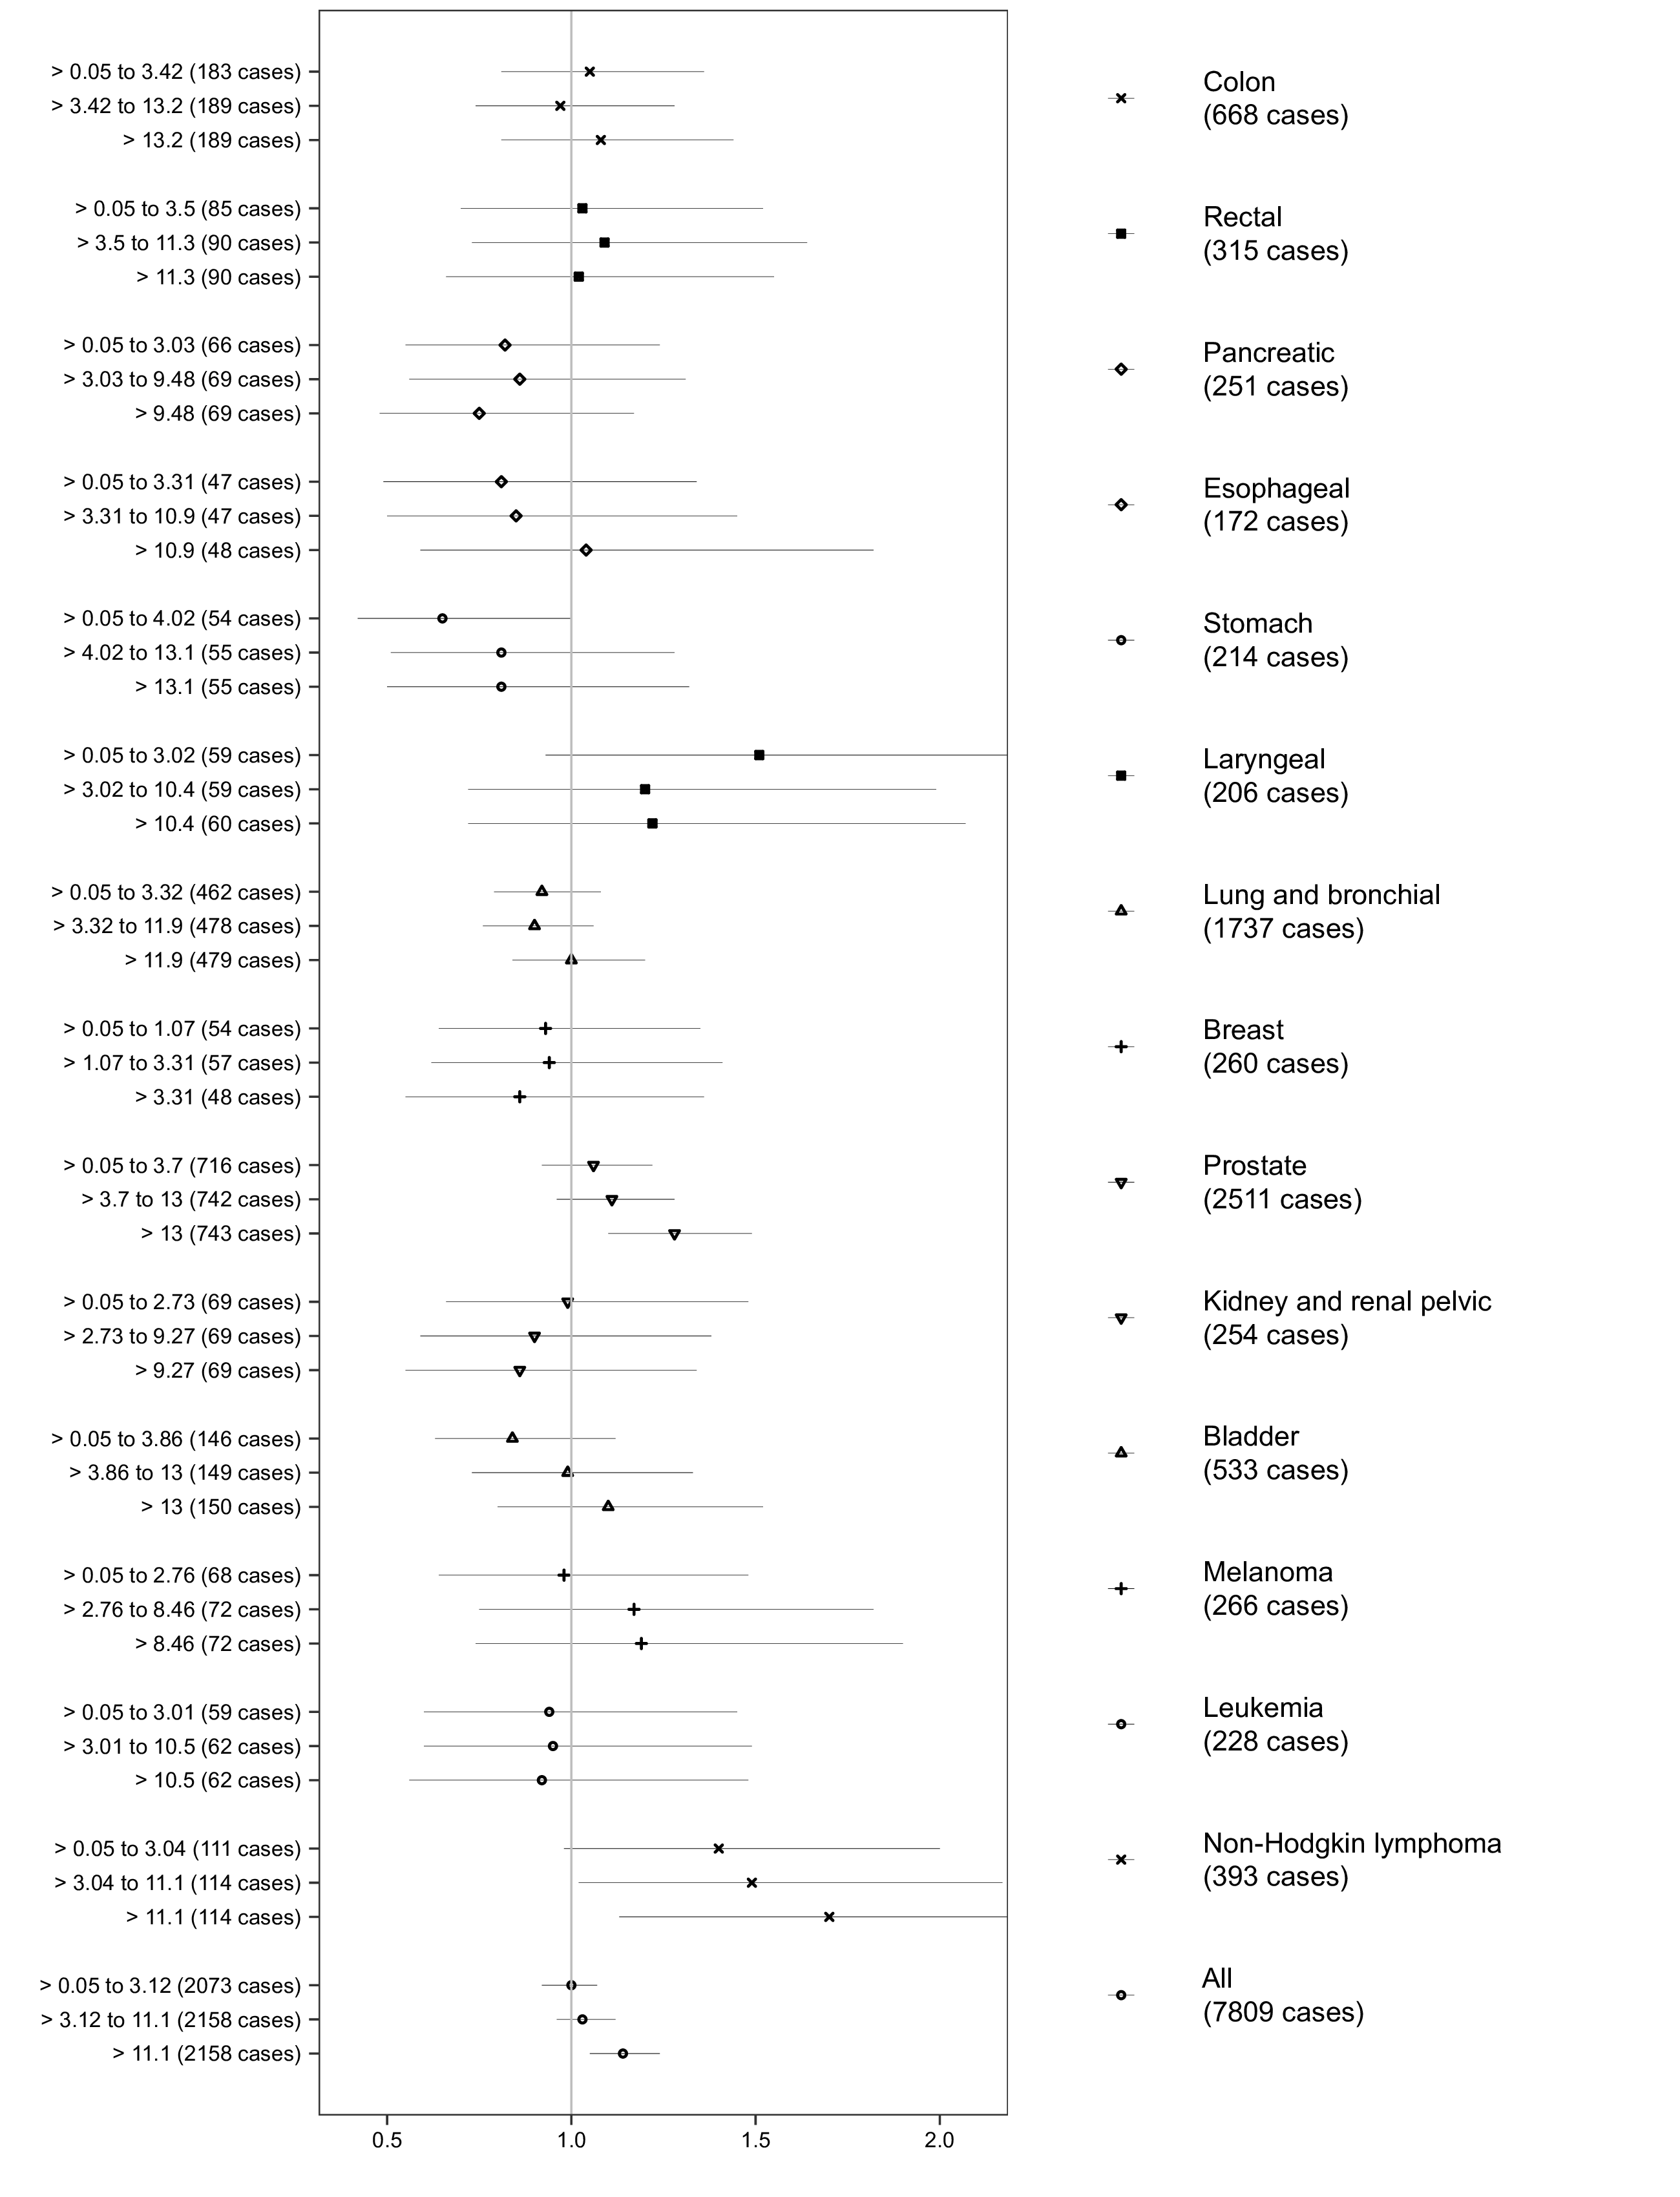 > 0.05 to 3.42 (183 cases)
> 3.42 to 13.2 (189 cases)
> 13.2 (189 cases)
> 0.05 to 3.5 (85 cases)
> 3.5 to 11.3 (90 cases)
> 11.3 (90 cases)
> 0.05 to 3.03 (66 cases)
> 3.03 to 9.48 (69 cases)
> 9.48 (69 cases)
> 0.05 to 3.31 (47 cases)
> 3.31 to 10.9 (47 cases)
> 10.9 (48 cases)
> 0.05 to 4.02 (54 cases)
> 4.02 to 13.1 (55 cases)
> 13.1 (55 cases)
> 0.05 to 3.02 (59 cases)
> 3.02 to 10.4 (59 cases)
> 10.4 (60 cases)
> 0.05 to 3.32 (462 cases)
> 3.32 to 11.9 (478 cases)
> 11.9 (479 cases)
> 0.05 to 1.07 (54 cases)
> 1.07 to 3.31 (57 cases)
> 3.31 (48 cases)
> 0.05 to 3.7 (716 cases)
> 3.7 to 13 (742 cases)
> 13 (743 cases)
> 0.05 to 2.73 (69 cases)
> 2.73 to 9.27 (69 cases)
> 9.27 (69 cases)
> 0.05 to 3.86 (146 cases)
> 3.86 to 13 (149 cases)
> 13 (150 cases)
> 0.05 to 2.76 (68 cases)
> 2.76 to 8.46 (72 cases)
> 8.46 (72 cases)
> 0.05 to 3.01 (59 cases)
> 3.01 to 10.5 (62 cases)
> 10.5 (62 cases)
> 0.05 to 3.04 (111 cases)
> 3.04 to 11.1 (114 cases)
> 11.1 (114 cases)
> 0.05 to 3.12 (2073 cases)
> 3.12 to 11.1 (2158 cases)
> 11.1 (2158 cases)
0.5 1.0 1.5 2.0
Colon
(668 cases)
Rectal
(315 cases)
Pancreatic
(251 cases)
Esophageal
(172 cases)
Stomach
(214 cases)
Laryngeal
(206 cases)
Lung and bronchial
(1737 cases)
Breast
(260 cases)
Prostate
(2511 cases)
Kidney and renal pelvic
(254 cases)
Bladder
(533 cases)
Melanoma
(266 cases)
Leukemia
(228 cases)
Non-Hodgkin lymphoma
(393 cases)
All
(7809 cases)